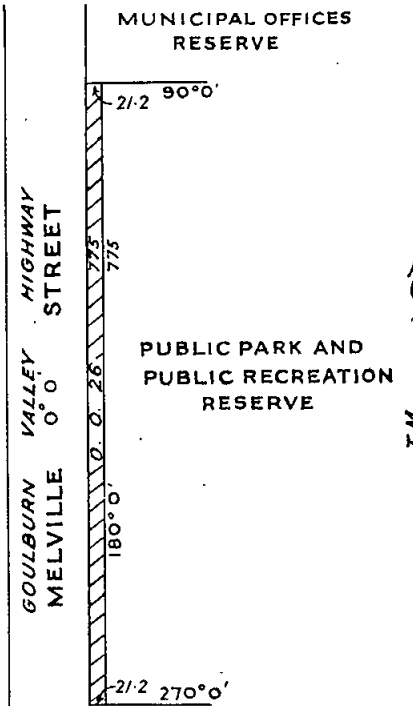 MUNICIPAL OFFICES
RESERVE
21·2
90°0'
GOULBURN VALLEY HIGHWAY
MELVILLE 0°0' STREET
775
775
0. 0. 26
180°0'
PUBLIC PARK AND
PUBLIC RECREATION
RESERVE
21·2
270°0'